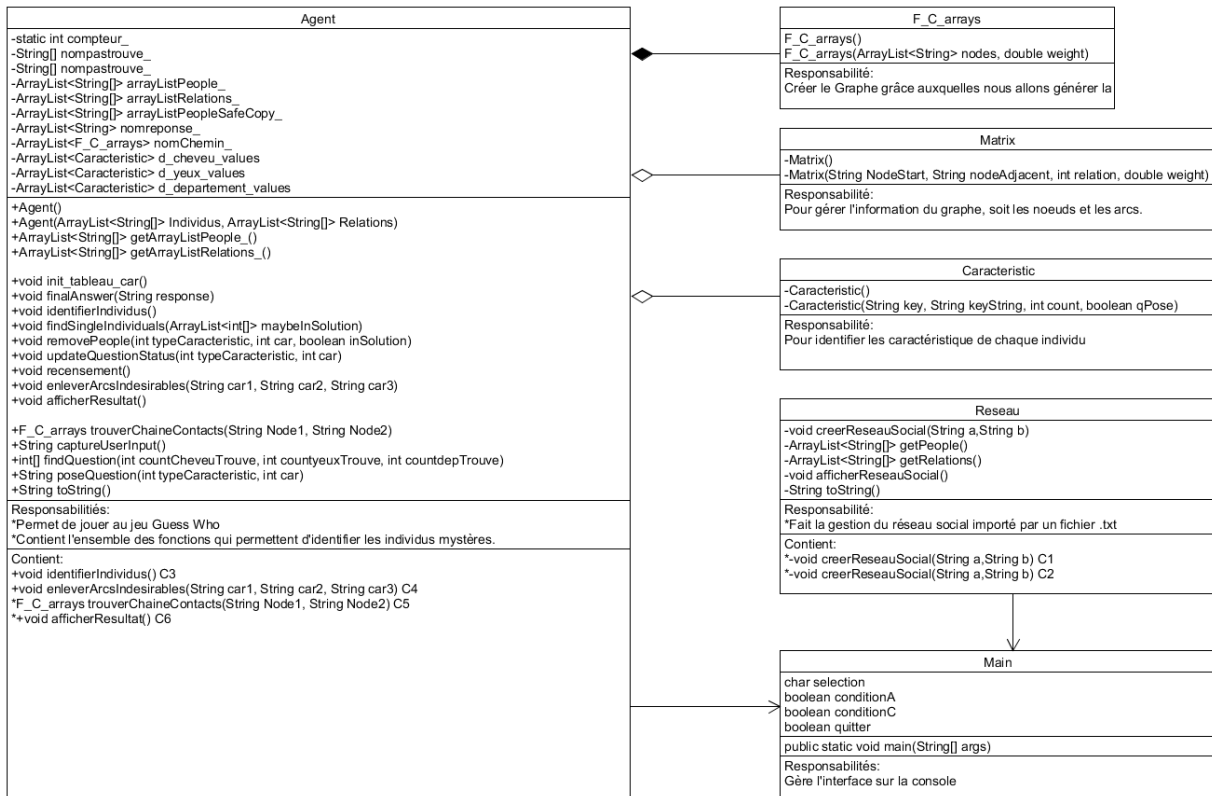 Agent
-static int compteur_
-String[] nompastrouve_
-String[] nompastrouve_
-ArrayList<String[]> arrayListPeople_
-ArrayList<String[]> arrayListRelations_
-ArrayList<String[]> arrayListPeopleSafeCopy_
-ArrayList<String> nomreponse_
-ArrayList<F_C_arrays> nomChemin_
-ArrayList<Caracteristic> d_cheveu_values
-ArrayList<Caracteristic> d_yeux_values
-ArrayList<Caracteristic> d_departement_values
+Agent()
+Agent(ArrayList<String[]> Individus, ArrayList<String[]> Relations)
+ArrayList<String[]> getArrayListPeople_()
+ArrayList<String[]> getArrayListRelations_()
+void init_tableau_car()
+void finalAnswer(String response)
+void identifierIndividus()
+void findSingleIndividuals(ArrayList<int[]> maybeInSolution)
+void removePeople(int typeCaracteristic, int car, boolean inSolution)
+void updateQuestionStatus(int typeCaracteristic, int car)
+void recensement()
+void enleverArcsIndesirables(String car1, String car2, String car3)
+void afficherResultat()
+F_C_arrays trouverChaineContacts(String Node1, String Node2)
+String captureUserInput()
+int[] findQuestion(int countCheveuTrouve, int countyeuxTrouve, int countdepTrouve)
+String poseQuestion(int typeCaracteristic, int car)
+String toString()
Responsabilitiés:
*Permet de jouer au jeu Guess Who
*Contient l'ensemble des fonctions qui permettent d'identifier les individus mystères.
Contient:
+void identifierIndividus() C3
+void enleverArcsIndesirables(String car1, String car2, String car3) C4
*F_C_arrays trouverChaineContacts(String Node1, String Node2) C5
*+void afficherResultat() C6
F_C_arrays
F_C_arrays()
F_C_arrays(ArrayList<String> nodes, double weight)
Responsabilité:
Créer le Graphe grâce auxquelles nous allons générer la
Matrix
-Matrix()
-Matrix(String NodeStart, String nodeAdjacent, int relation, double weight)
Responsabilité:
Pour gérer l'information du graphe, soit les noeuds et les arcs.
Caracteristic
-Caracteristic()
-Caracteristic(String key, String keyString, int count, boolean qPose)
Responsabilité:
Pour identifier les caractéristique de chaque individu
Reseau
-void creerReseauSocial(String a,String b)
-ArrayList<String[]> getPeople()
-ArrayList<String[]> getRelations()
-void afficherReseauSocial()
-String toString()
Responsabilité:
*Fait la gestion du réseau social importé par un fichier .txt
Contient:
*-void creerReseauSocial(String a,String b) C1
*-void creerReseauSocial(String a,String b) C2
Main
char selection
boolean conditionA
boolean conditionC
boolean quitter
public static void main(String[] args)
Responsabilités:
Gère l'interface sur la console